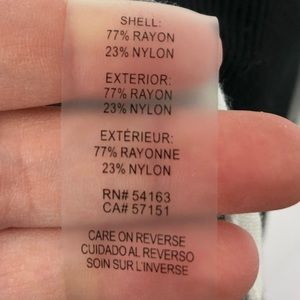 SHELL:
77% RAYON
23% NYLON
EXTERIOR:
77% RAYON
23% NYLON
EXTÉRIEUR:
77% RAYONNE
23% NYLON
RN# 54163
CA# 57151
CARE ON REVERSE
CUIDADO AL REVERSO
SOIN SUR L'INVERSE